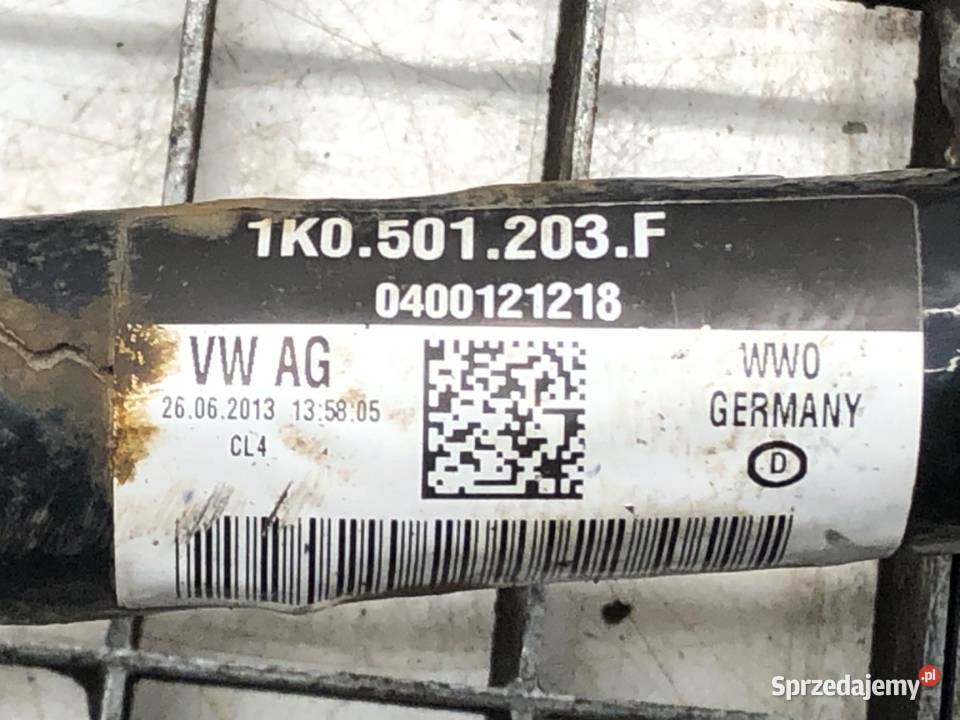 1K0.501.203.F
0400121218
VW AG
26.06.2013 13:58:05
CL4
WWO
GERMANY
D
Sprzedajemy.pl